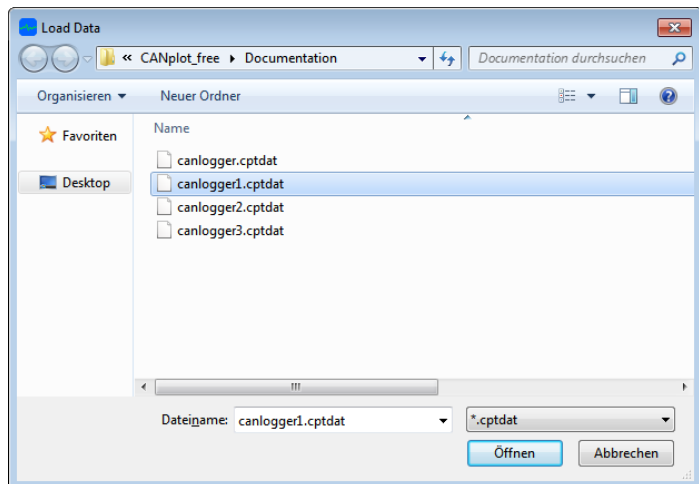 Load Data
« CANplot_free Documentation
Documentation durchsuchen
Organisieren Neuer Ordner
Favoriten
Desktop
Name
canlogger.cptdat
canlogger1.cptdat
canlogger2.cptdat
canlogger3.cptdat
Dateiname: canlogger1.cptdat
*.cptdat
Öffnen Abbrechen